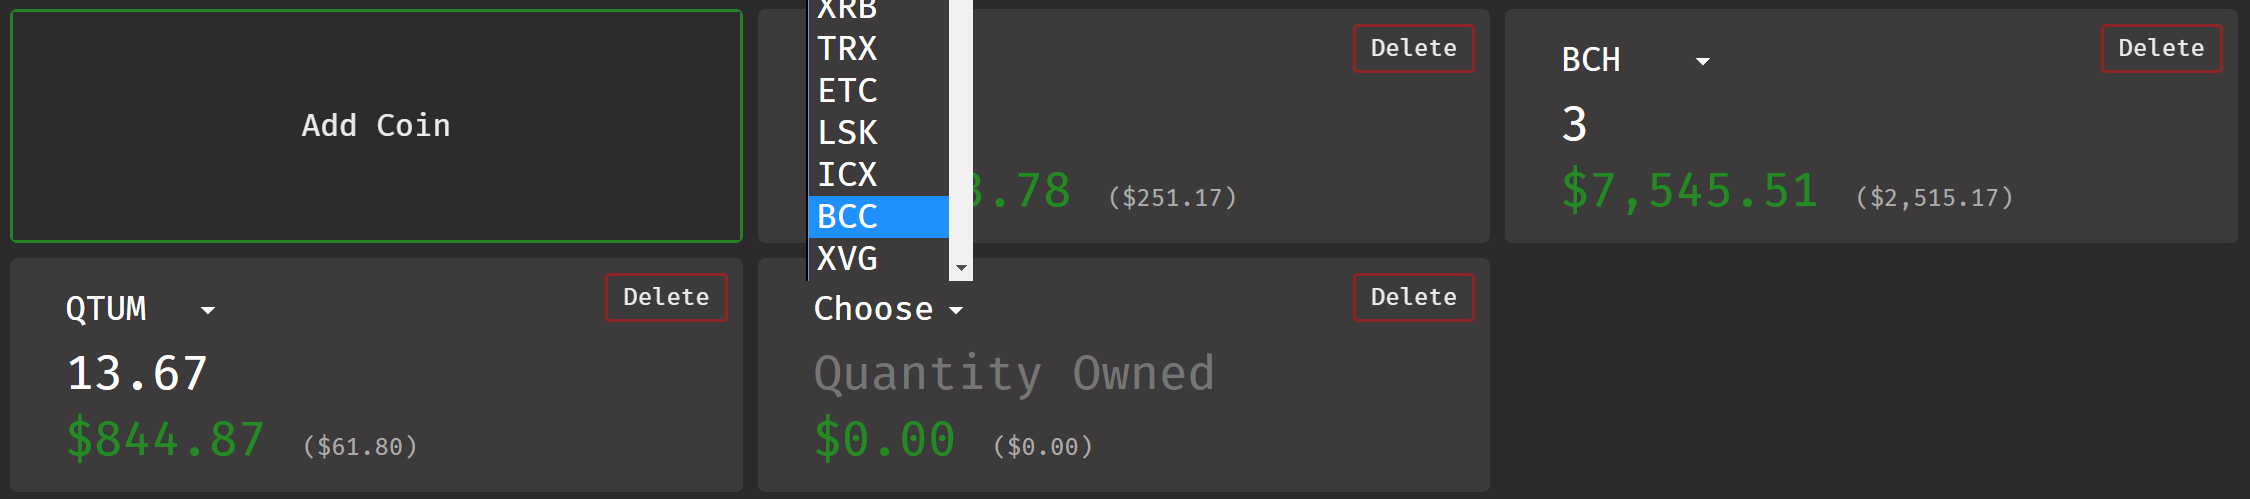 Add Coin
XRB
TRX
ETC
LSK
ICX
BCC
XVG
Delete
.78 ($251.17)
BCH
Delete
3
$7,545.51 ($2,515.17)
QTUM
Delete
13.67
$844.87 ($61.80)
Choose
Delete
Quantity Owned
$0.00 ($0.00)